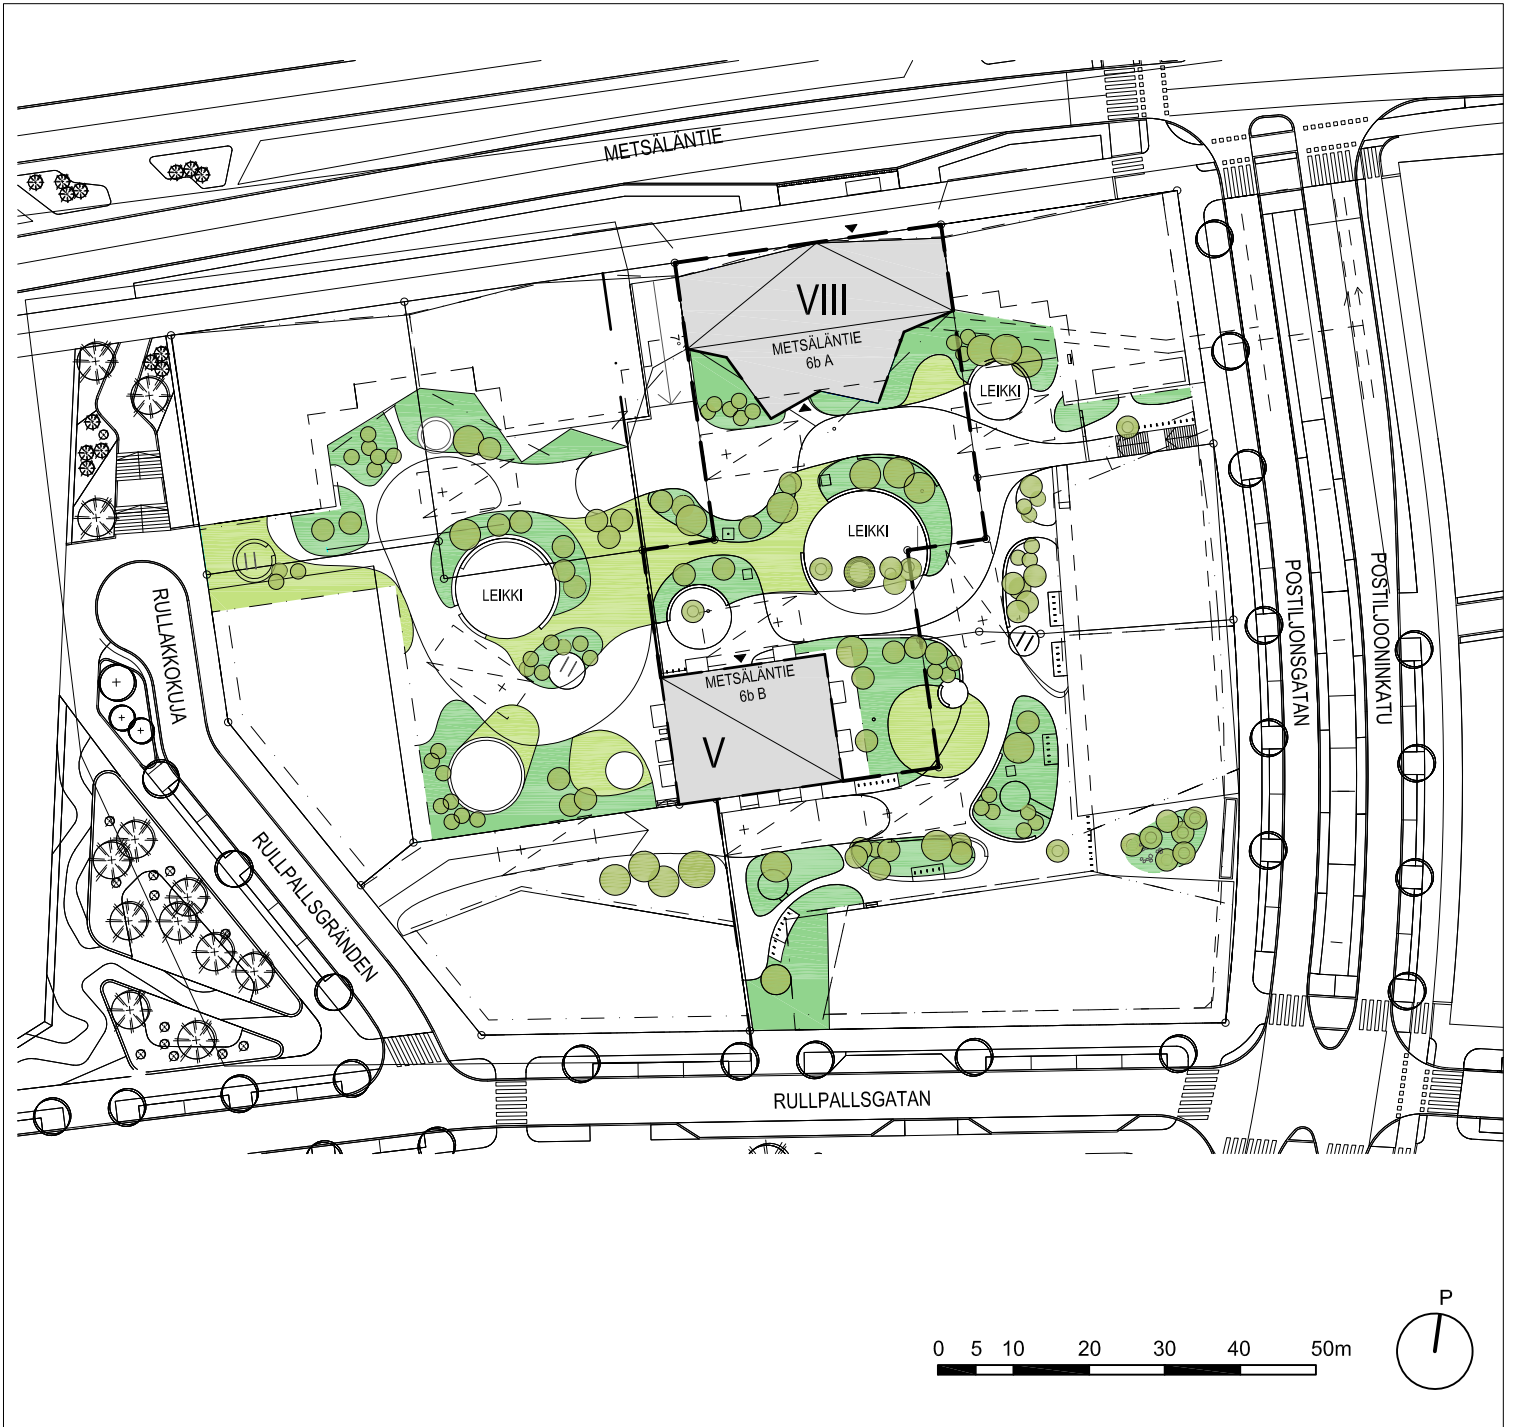 METSÄLÄNTIE
VIII
METSÄLÄNTIE
6b A
LEIKKI
LEIKKI
LEIKKI
METSÄLÄNTIE
6b B
V
RULLAKKOKUJA
RULLPALLSGRÄNDEN
POSTILJONSGATAN
POSTILJOONINKATU
RULLPALLSGATAN
P
0 5 10 20 30 40 50m